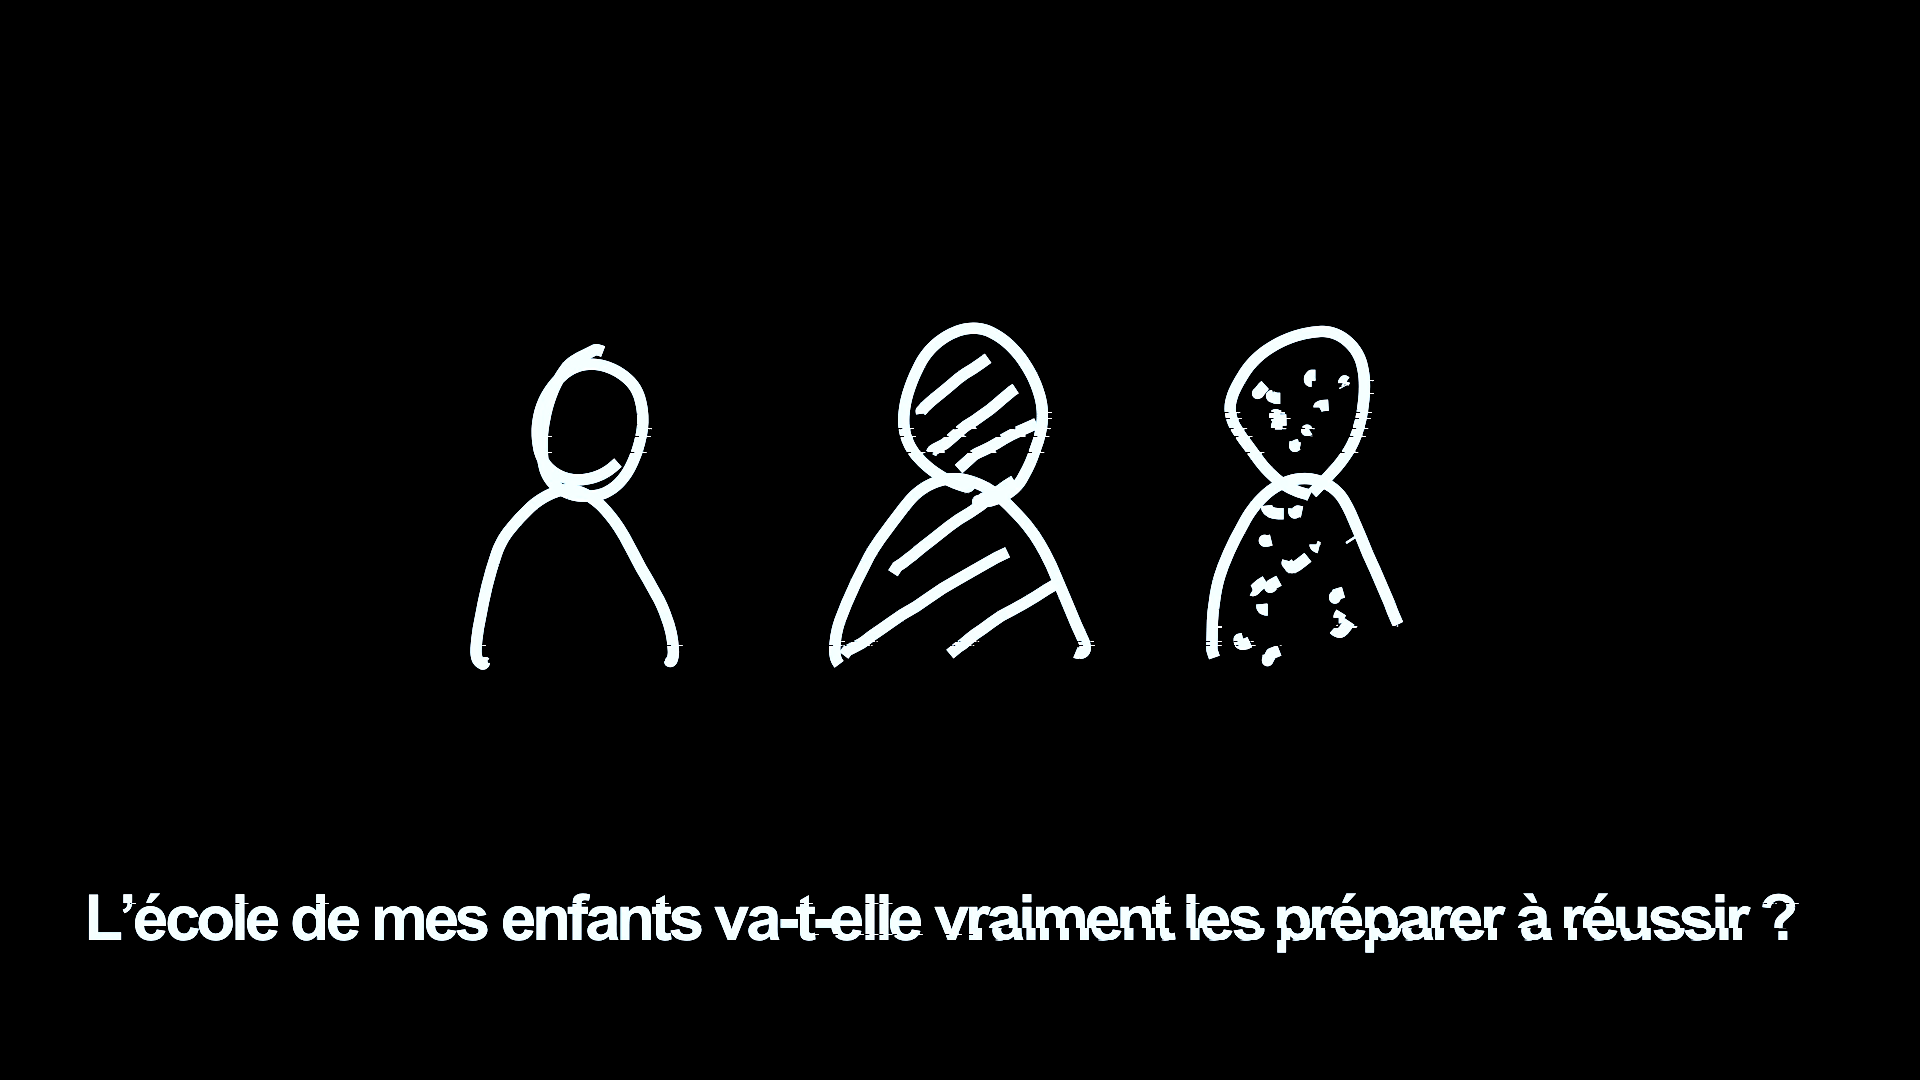 L’école de mes enfants va-t-elle vraiment les préparer à réussir ?